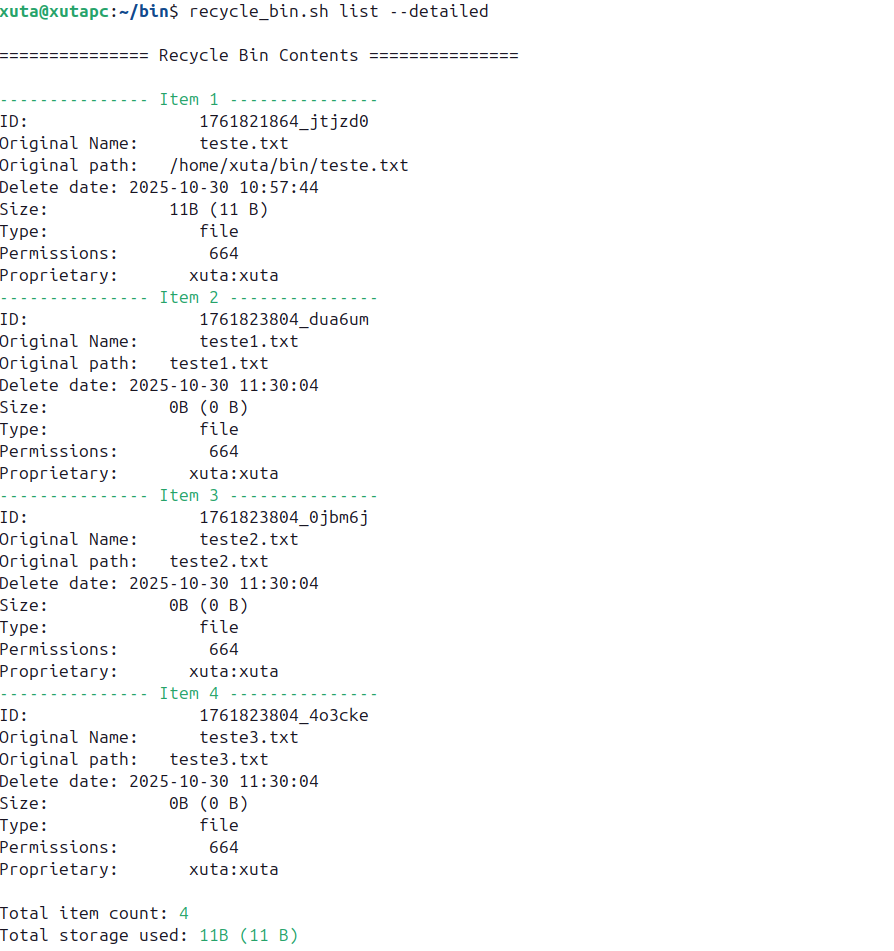 xuta@xutapc:~/bin$ recycle_bin.sh list --detailed
=============== Recycle Bin Contents ===============
--------------- Item 1 ---------------
ID:                 1761821864_jtjzd0
Original Name:      teste.txt
Original path:   /home/xuta/bin/teste.txt
Delete date: 2025-10-30 10:57:44
Size:            11B (11 B)
Type:               file
Permissions:         664
Proprietary:       xuta:xuta
--------------- Item 2 ---------------
ID:                 1761823804_dua6um
Original Name:      teste1.txt
Original path:   teste1.txt
Delete date: 2025-10-30 11:30:04
Size:            0B (0 B)
Type:               file
Permissions:         664
Proprietary:       xuta:xuta
--------------- Item 3 ---------------
ID:                 1761823804_0jbm6j
Original Name:      teste2.txt
Original path:   teste2.txt
Delete date: 2025-10-30 11:30:04
Size:            0B (0 B)
Type:               file
Permissions:         664
Proprietary:       xuta:xuta
--------------- Item 4 ---------------
ID:                 1761823804_4o3cke
Original Name:      teste3.txt
Original path:   teste3.txt
Delete date: 2025-10-30 11:30:04
Size:            0B (0 B)
Type:               file
Permissions:         664
Proprietary:       xuta:xuta
Total item count: 4
Total storage used: 11B (11 B)